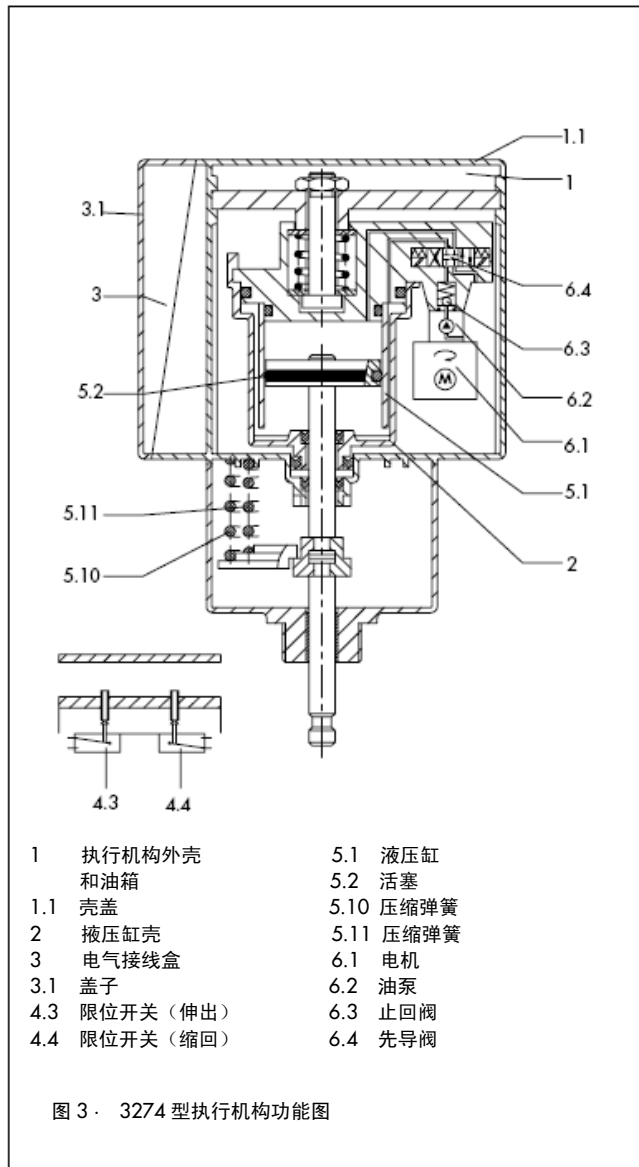 1.1
1
3.1
3
6.4
6.3
6.2
5.2
M
6.1
5.1
5.11
5.10
2
4.3
4.4
1 执行机构外壳
和油箱
1.1 壳盖
2 掖压缸壳
3 电气接线盒
3.1 盖子
4.3 限位开关（伸出）
4.4 限位开关（缩回）
5.1 液压缸
5.2 活塞
5.10 压缩弹簧
5.11 压缩弹簧
6.1 电机
6.2 油泵
6.3 止回阀
6.4 先导阀
图 3 · 3274 型执行机构功能图